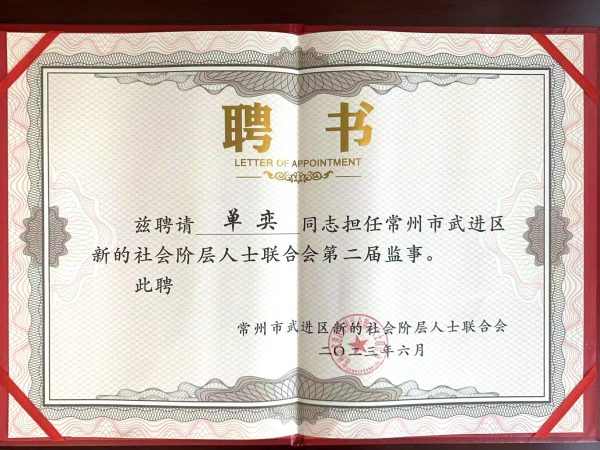 聘 书
LETTER OF APPOINTMENT
兹聘请 单奕 同志担任常州市武进区
新的社会阶层人士联合会第二届监事。
此聘
常州市武进区新的社会阶层人士联合会
二〇二三年六月